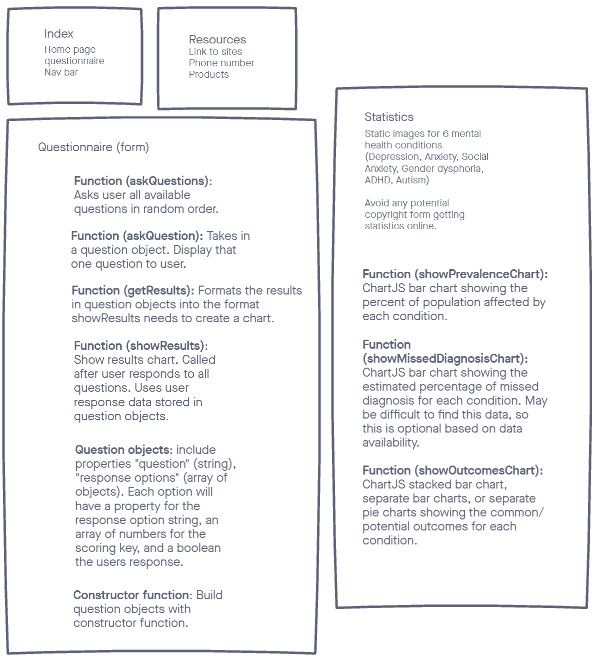 Index
Home page
questionnaire
Nav bar
Resources
Link to sites
Phone number
Products
Questionnaire (form)
Function (askQuestions):
Asks user all available
questions in random order.
Function (askQuestion): Takes in
a question object. Display that
one question to user.
Function (getResults): Formats the results
in question objects into the format
showResults needs to create a chart.
Function (showResults):
Show results chart. Called
after user responds to all
questions. Uses user
response data stored in
question objects.
Question objects: include
properties "question" (string),
"response options" (array of
objects). Each option will
have a property for the
response option string, an
array of numbers for the
scoring key, and a boolean
the users response.
Constructor function: Build
question objects with
constructor function.
Statistics
Static images for 6 mental
health conditions
(Depression, Anxiety, Social
Anxiety, Gender dysphoria,
ADHD, Autism)
Avoid any potential
copyright form getting
statistics online.
Function (showPrevalenceChart):
ChartJS bar chart showing the
percent of population affected by
each condition.
Function
(showMissedDiagnosisChart):
ChartJS bar chart showing the
estimated percentage of missed
diagnosis for each condition. May
be difficult to find this data, so
this is optional based on data
availability.
Function (showOutcomesChart):
ChartJS stacked bar chart,
separate bar charts, or separate
pie charts showing the common/
potential outcomes for each
condition.